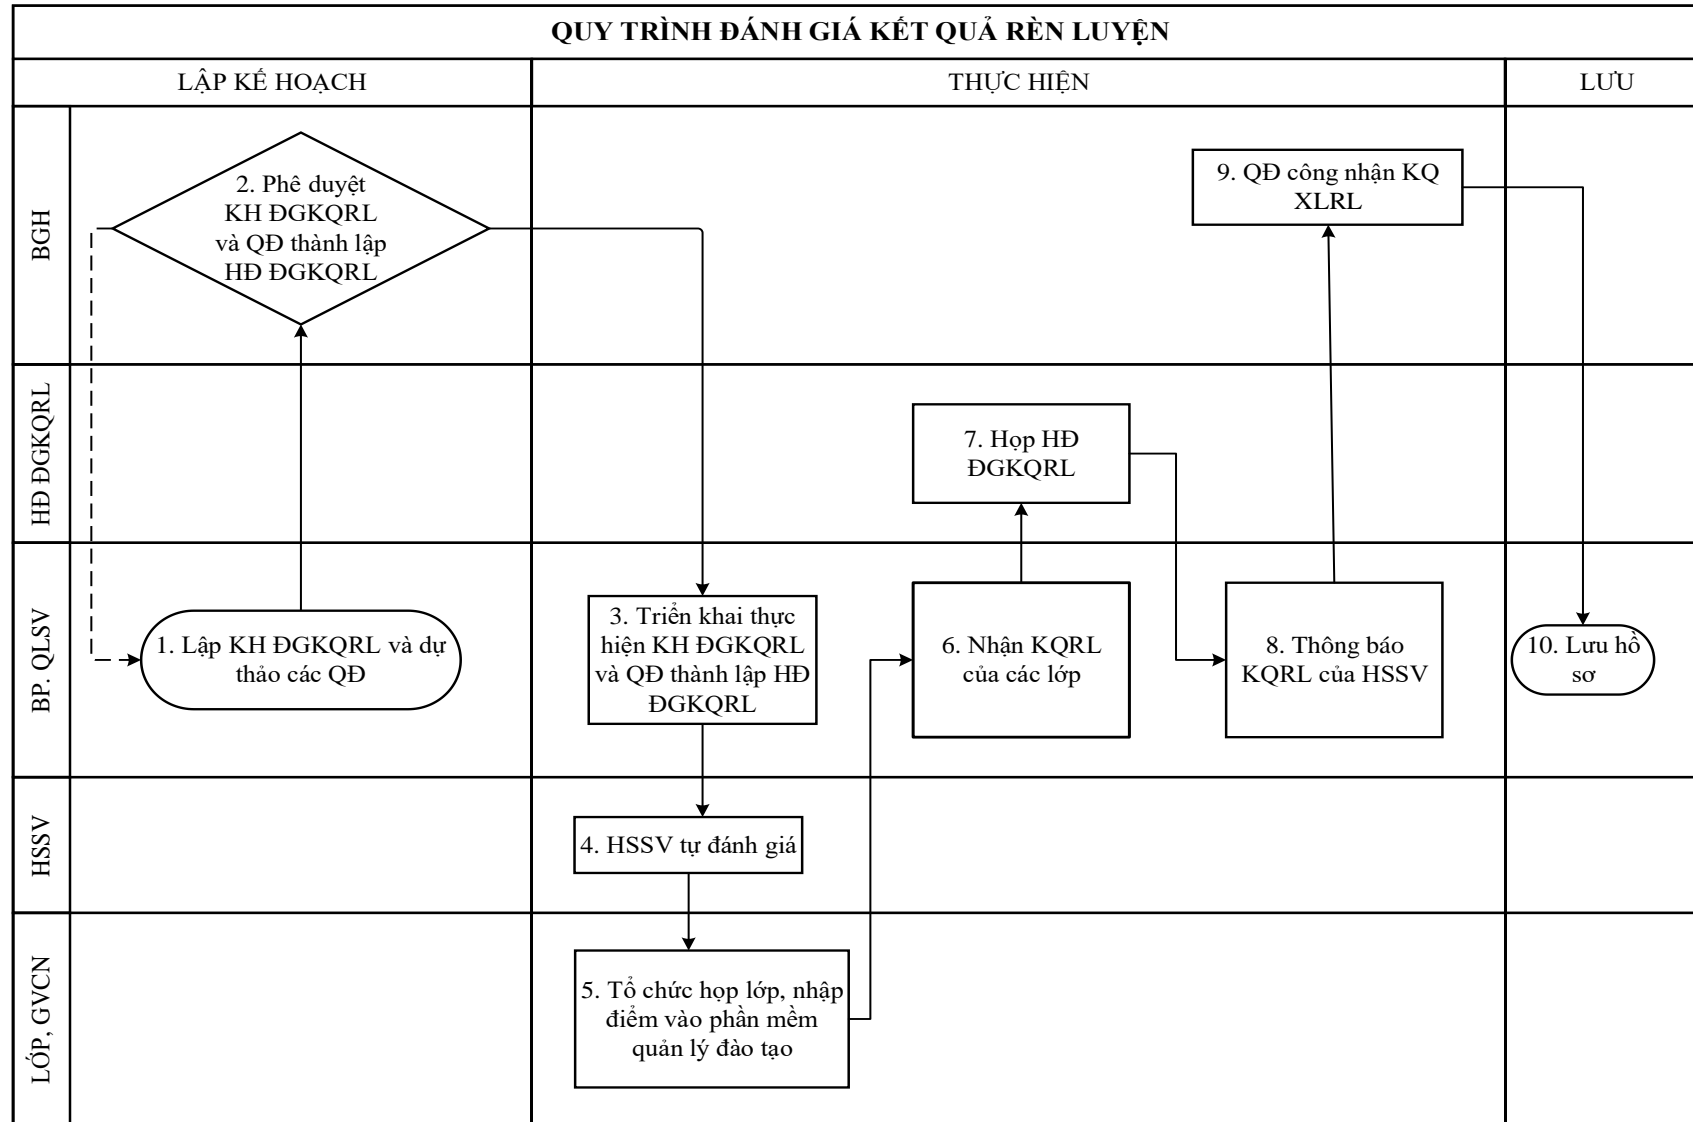 QUY TRÌNH ĐÁNH GIÁ KẾT QUẢ RÈN LUYỆN
LẬP KẾ HOẠCH
THỰC HIỆN
LƯU
BGH
2. Phê duyệt
KH ĐGKQRL
và QĐ thành lập
HĐ ĐGKQRL
9. QĐ công nhận KQ
XLRL
HĐ ĐGKQRL
7. Họp HĐ
ĐGKQRL
BP. QLSV
1. Lập KH ĐGKQRL và dự
thảo các QĐ
3. Triển khai thực
hiện KH ĐGKQRL
và QĐ thành lập HĐ
ĐGKQRL
6. Nhận KQRL
của các lớp
8. Thông báo
KQRL của HSSV
10. Lưu hồ
sơ
HSSV
4. HSSV tự đánh giá
LỚP, GVCN
5. Tổ chức họp lớp, nhập
điểm vào phần mềm
quản lý đào tạo